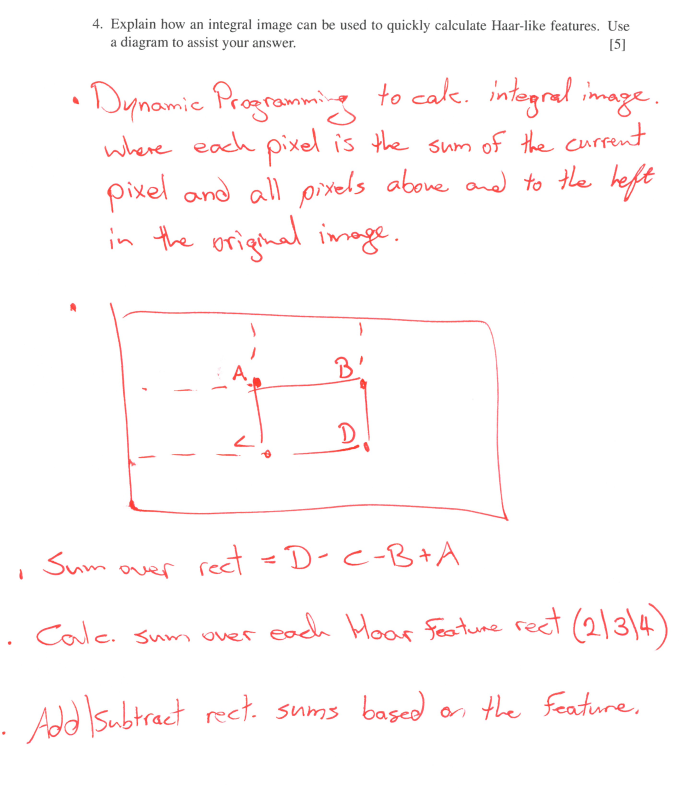 4. Explain how an integral image can be used to quickly calculate Haar-like features. Use
a diagram to assist your answer. [5]
• Dynamic Programming to calc. integral image.
where each pixel is the sum of the current
pixel and all pixels above and to the left
in the original image.
A B
C D
Sum over rect = D - C - B + A
. Calc. sum over each Haar feature rect (2/3/4)
. Add/Subtract rect. sums based on the feature.